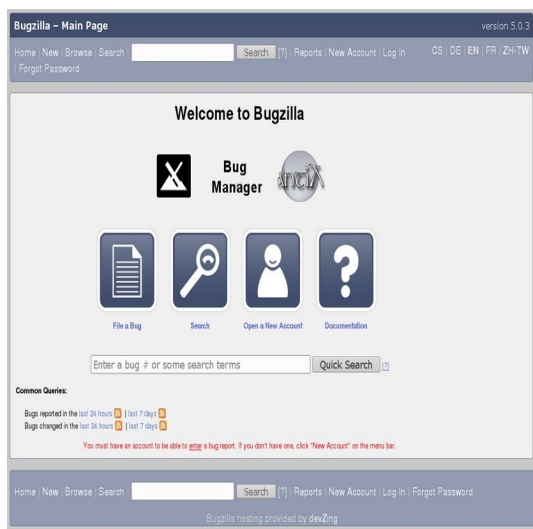 Bugzilla – Main Page
version 5.0.3
Home | New | Browse | Search | Search [?] | Reports | New Account | Log In
| Forgot Password
CS | DE | EN | FR | ZH-TW
Welcome to Bugzilla
Bug
Manager
antiX
File a Bug
Search
Open a New Account
Documentation
Enter a bug # or some search terms
Quick Search [?]
Common Queries:
Bugs reported in the last 24 hours | last 7 days
Bugs changed in the last 24 hours | last 7 days
You must have an account to be able to enter a bug report. If you don't have one, click "New Account" on the menu bar.
Home | New | Browse | Search | Search [?] | Reports | New Account | Log In | Forgot Password
Bugzilla hosting provided by devZing